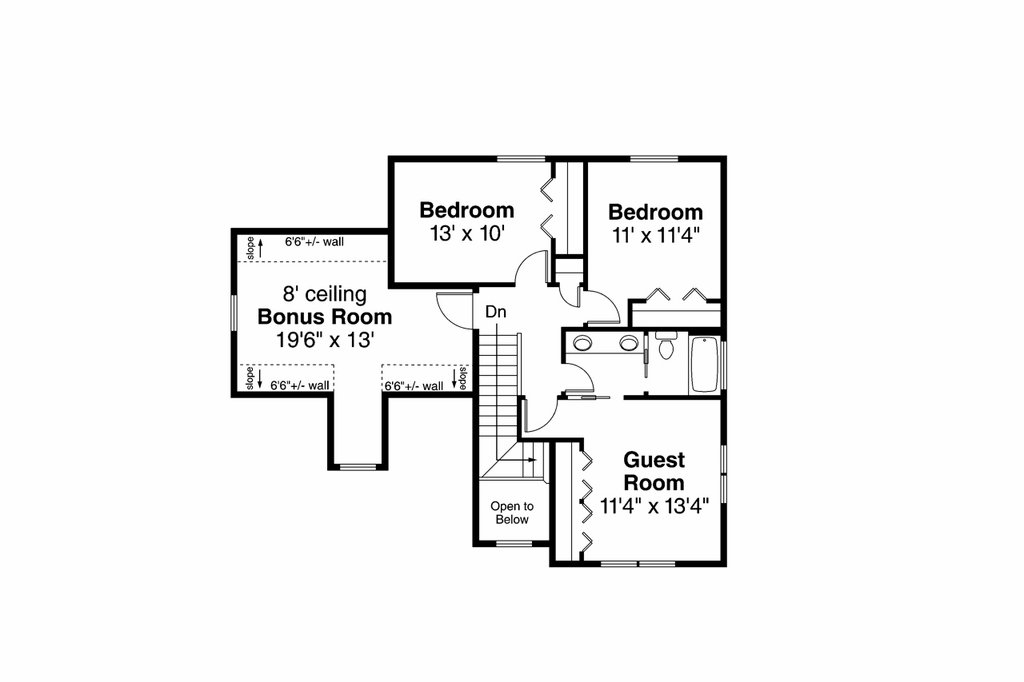 Bedroom
13' x 10'
Bedroom
11' x 11'4"
slope
6'6"+/- wall
8' ceiling
Bonus Room
19'6" x 13'
Dn
slope
6'6"+/- wall
6'6"+/- wall
slope
Guest
Room
11'4" x 13'4"
Open to
Below